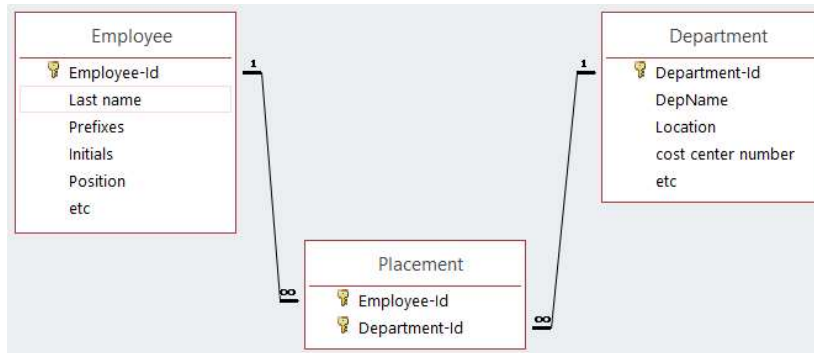 Employee
Employee-Id
Last name
Prefixes
Initials
Position
etc
1
∞
Department
Department-Id
DepName
Location
cost center number
etc
1
∞
Placement
Employee-Id
Department-Id